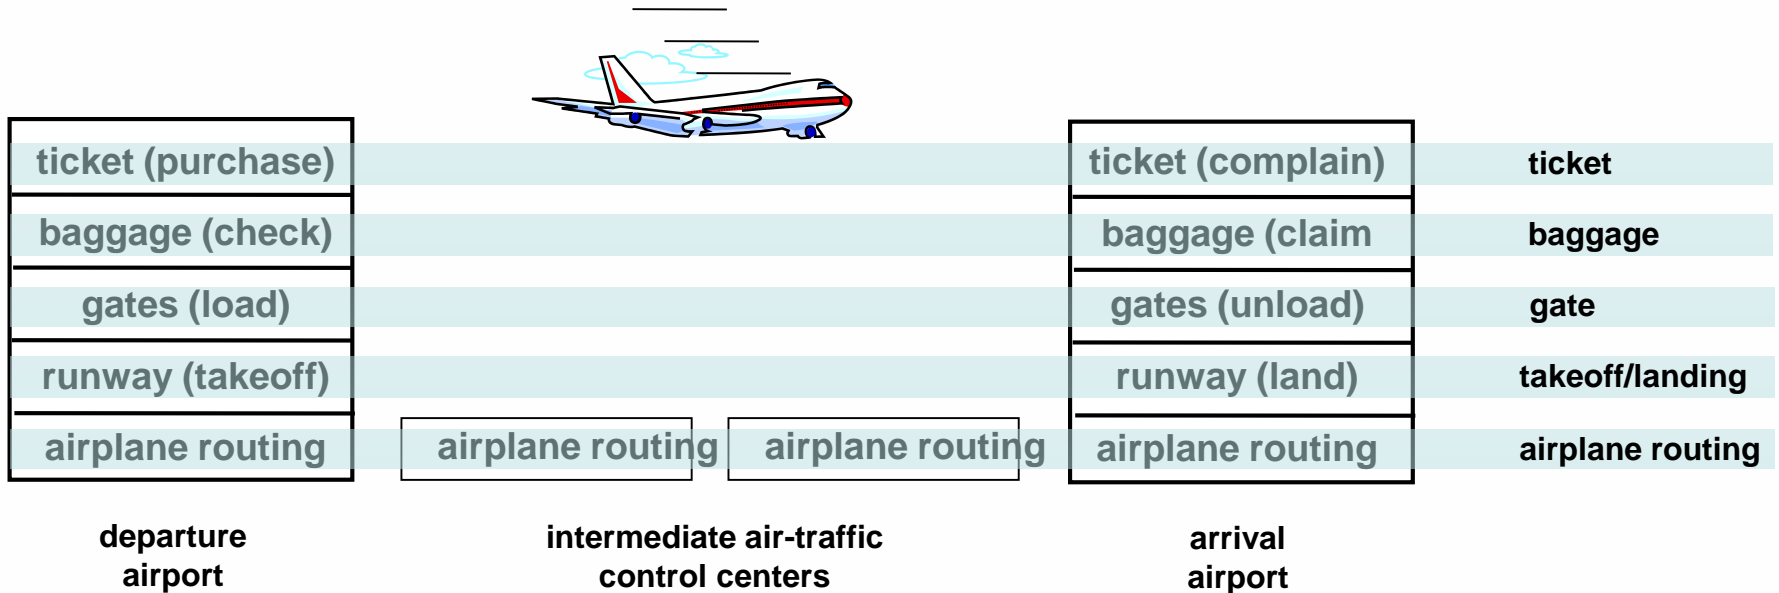 ticket (purchase) ticket (complain) ticket
baggage (check) baggage (claim baggage
gates (load) gates (unload) gate
runway (takeoff) runway (land) takeoff/landing
airplane routing airplane routing airplane routing airplane routing airplane routing
departure intermediate air-traffic arrival
airport control centers airport